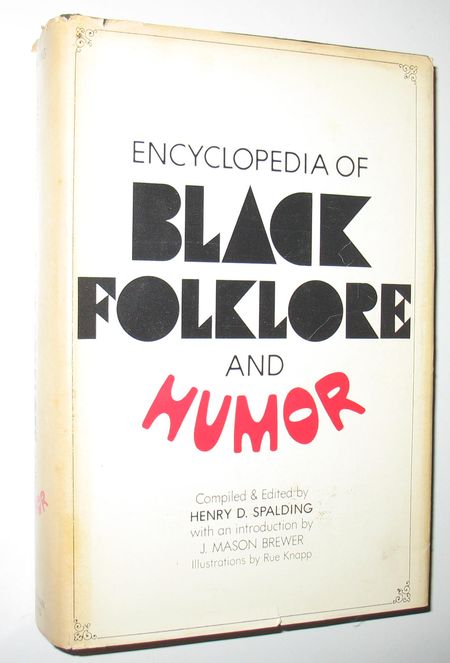 ENCYCLOPEDIA OF
BLACK
FOLKLORE
AND
HUMOR
Compiled & Edited by
HENRY D. SPALDING
with an introduction by
J. MASON BREWER
Illustrations by Rue Knapp